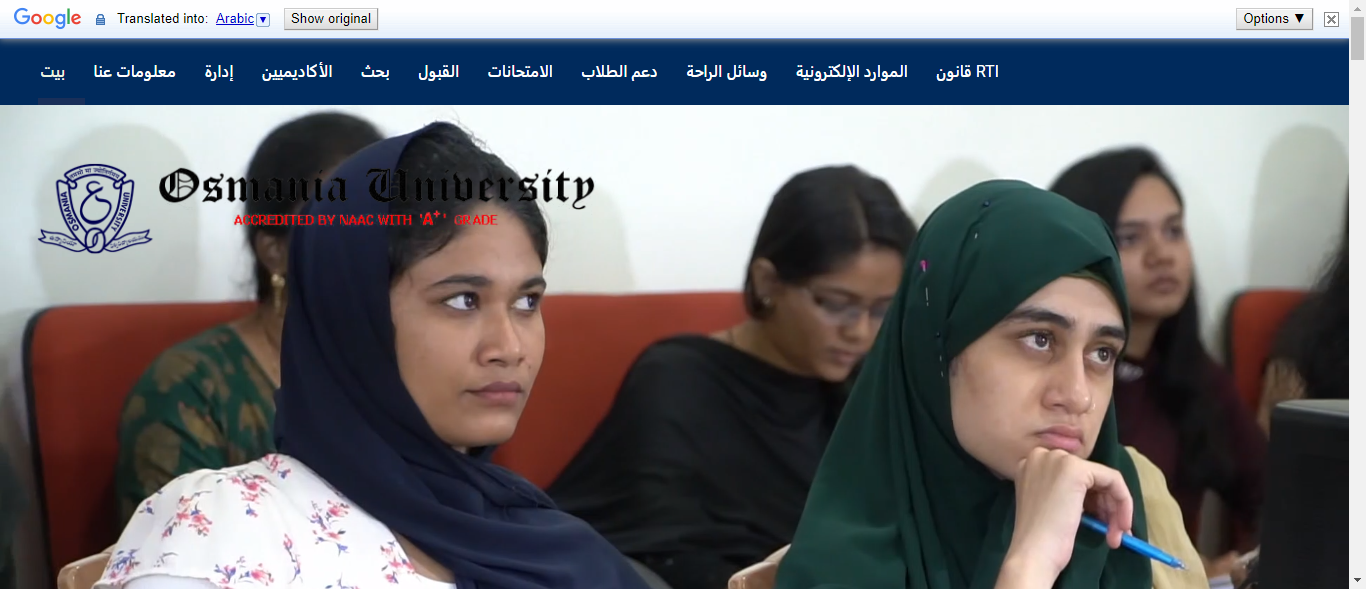 Google Translated into: Arabic Show original Options
بيت معلومات عنا إدارة الأكاديميين بحث القبول الامتحانات دعم الطلاب وسائل الراحة الموارد الإلكترونية RTI قانون
Osmania University
ACCREDITED BY NAAC WITH 'A+' GRADE
OSMANIA UNIVERSITY